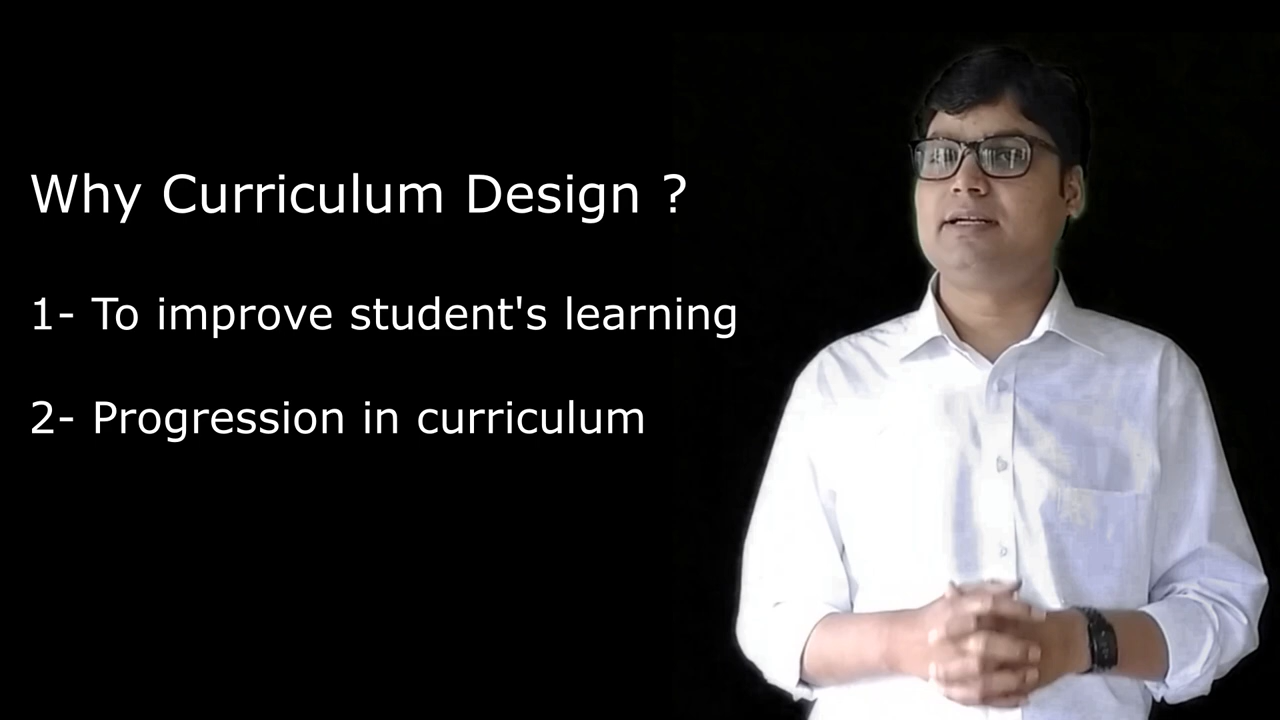 Why Curriculum Design ?
1- To improve student's learning
2- Progression in curriculum